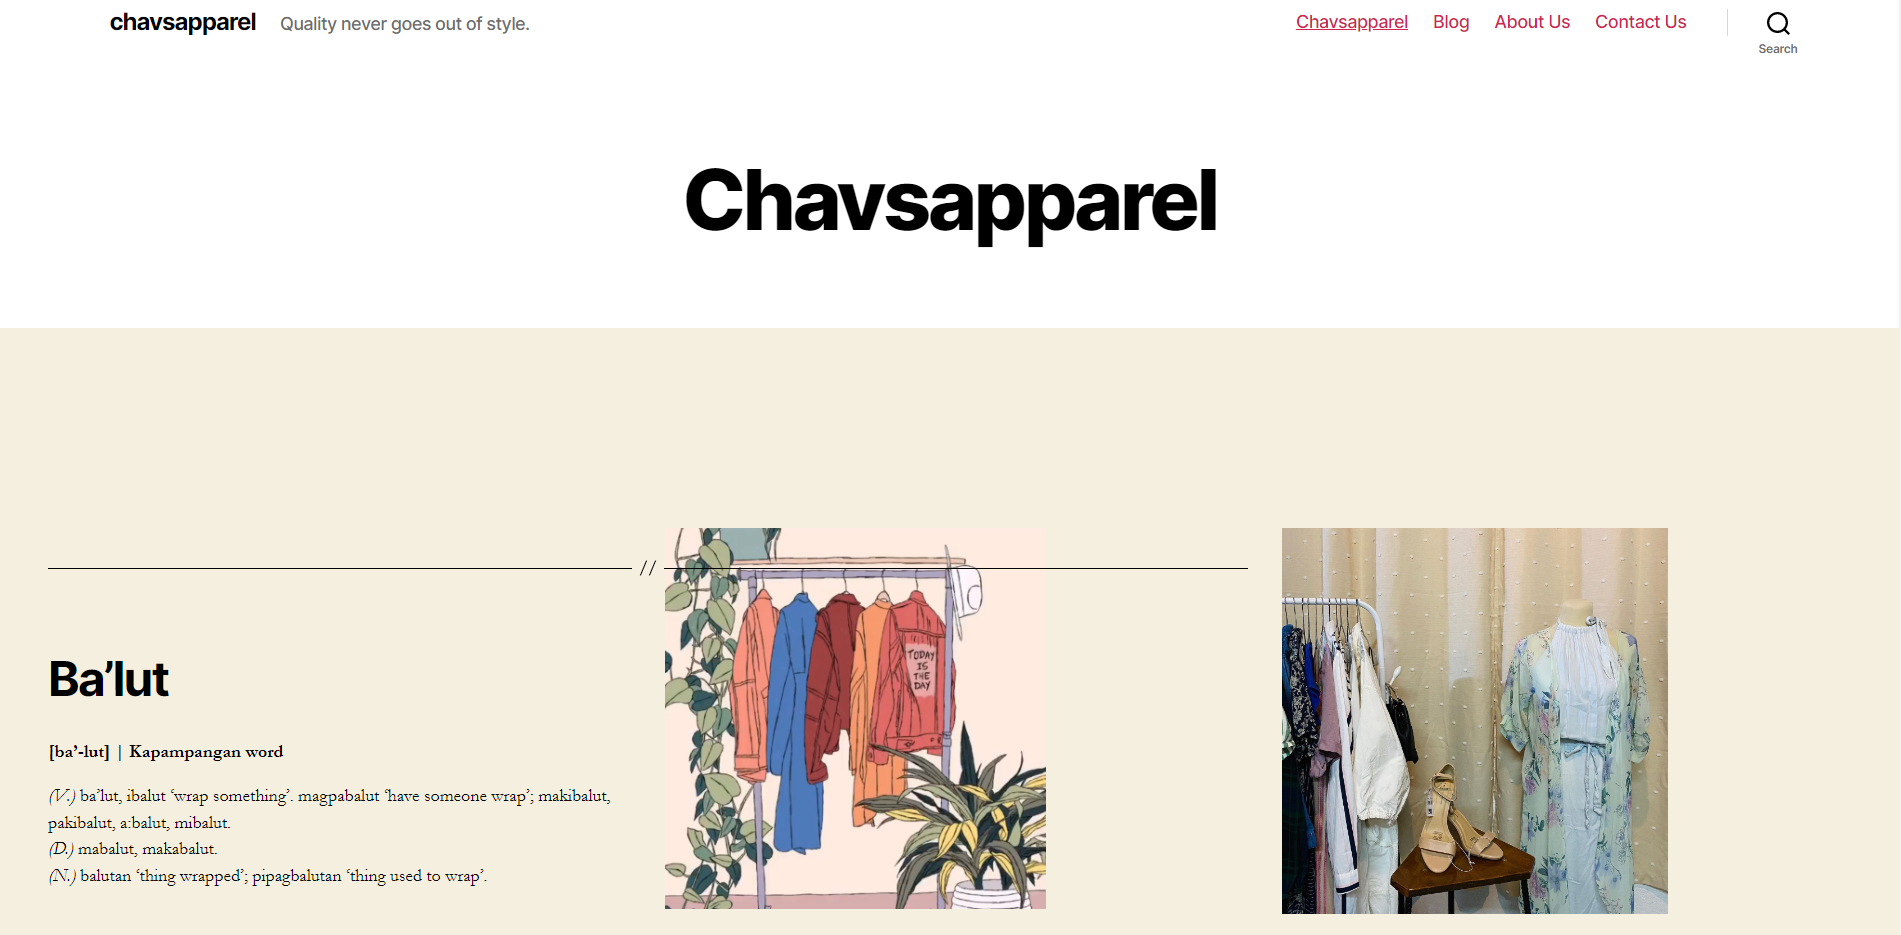 chavsapparel Quality never goes out of style. Chavsapparel Blog About Us Contact Us
Search
Chavsapparel
//
TODAY
IS
THE
DAY
Ba’lut
[ba’-lut] | Kapampangan word
(V.) ba’lut, ibalut ‘wrap something’. magpabalut ‘have someone wrap’; makibalut,
pakibalut, a:balut, mibalut.
(D.) mabalut, makabalut.
(N.) balutan ‘thing wrapped’; pipagbalutan ‘thing used to wrap’.